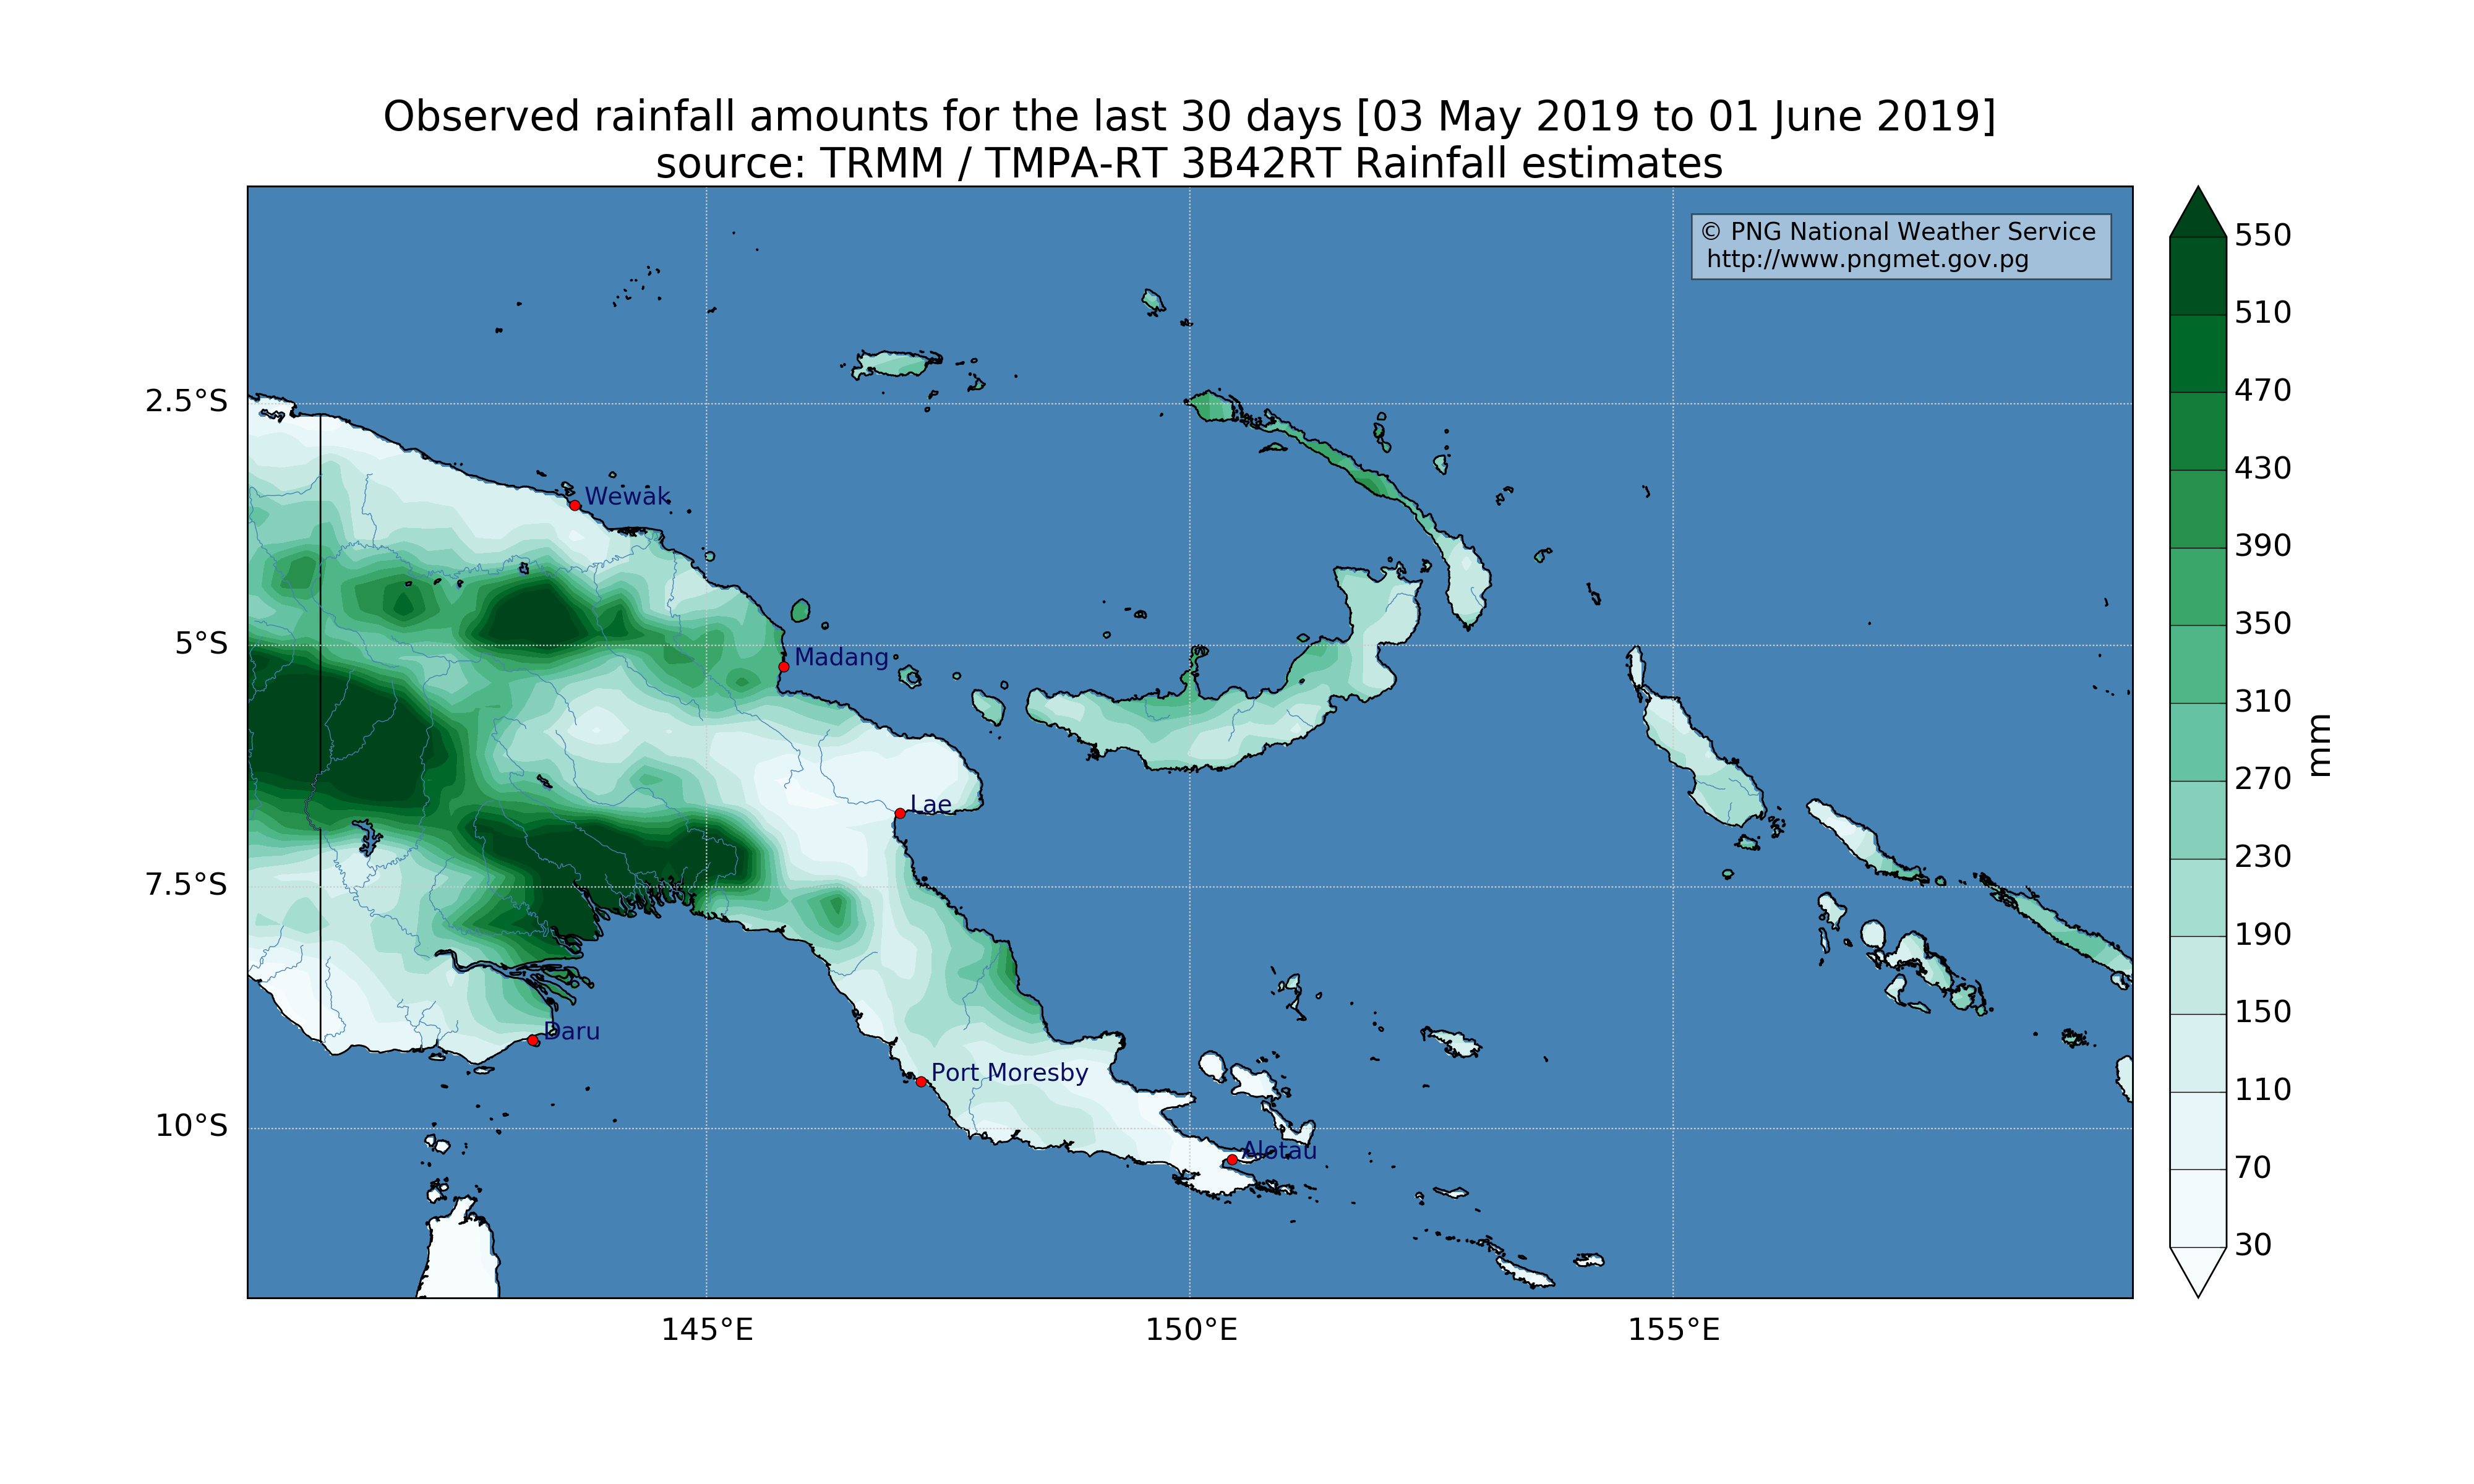 Observed rainfall amounts for the last 30 days [03 May 2019 to 01 June 2019]
source: TRMM / TMPA-RT 3B42RT Rainfall estimates
© PNG National Weather Service
http://www.pngmet.gov.pg
550
510
470
430
390
350
310
270
230
190
150
110
70
30
mm
2.5°S
5°S
7.5°S
10°S
Wewak
Madang
Lae
Daru
Port Moresby
Alotau
145°E
150°E
155°E